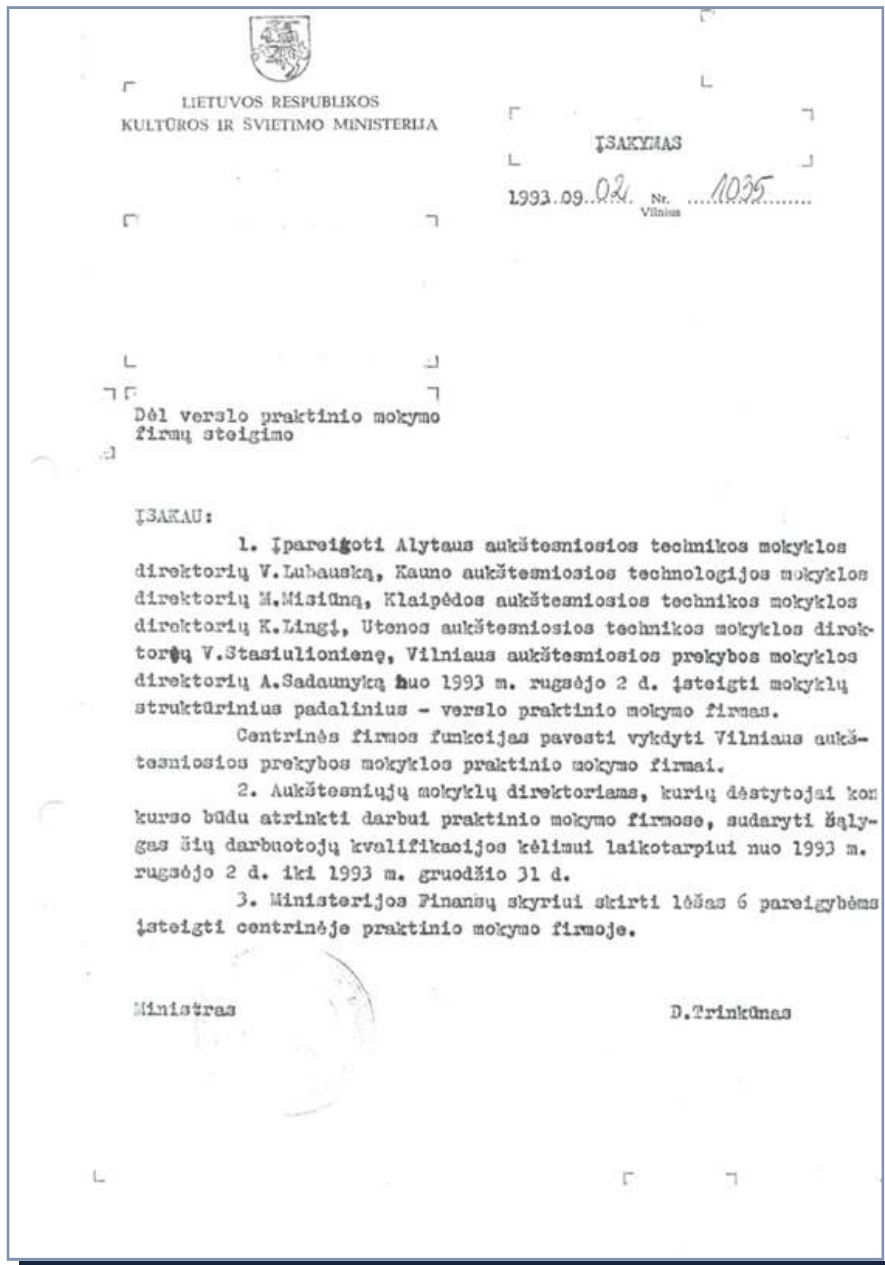 LIETUVOS RESPUBLIKOS
KULTŪROS IR ŠVIETIMO MINISTERIJA
ĮSAKYMAS
1993.09.02. Nr. ....1035........
Vilnius
Dėl verslo praktinio mokymo
firmų steigimo
ĮSAKAU:
1. Įpareigoti Alytaus aukštesniosios technikos mokyklos
direktorių V.Lubauską, Kauno aukštesniosios technologijos mokyklos
direktorių M.Misiūną, Klaipėdos aukštesniosios technikos mokyklos
direktorių K.Lingį, Utenos aukštesniosios technikos mokyklos direk-
torę V.Stasiulionienę, Vilniaus aukštesniosios prekybos mokyklos
direktorių A.Sadaunyką nuo 1993 m. rugsėjo 2 d. įsteigti mokyklų
struktūrinius padalinius - verslo praktinio mokymo firmas.
Centrinės firmos funkcijas pavesti vykdyti Vilniaus aukš-
tesniosios prekybos mokyklos praktinio mokymo firmai.
2. Aukštesniųjų mokyklų direktoriams, kurių dėstytojai kon
kurso būdu atrinkti darbui praktinio mokymo firmose, sudaryti sąly-
gas šių darbuotojų kvalifikacijos kėlimui laikotarpiui nuo 1993 m.
rugsėjo 2 d. iki 1993 m. gruodžio 31 d.
3. Ministerijos Finansų skyriui skirti lėšas 6 pareigybėms
įsteigti centrinėje praktinio mokymo firmoje.
Ministras D.Trinkūnas